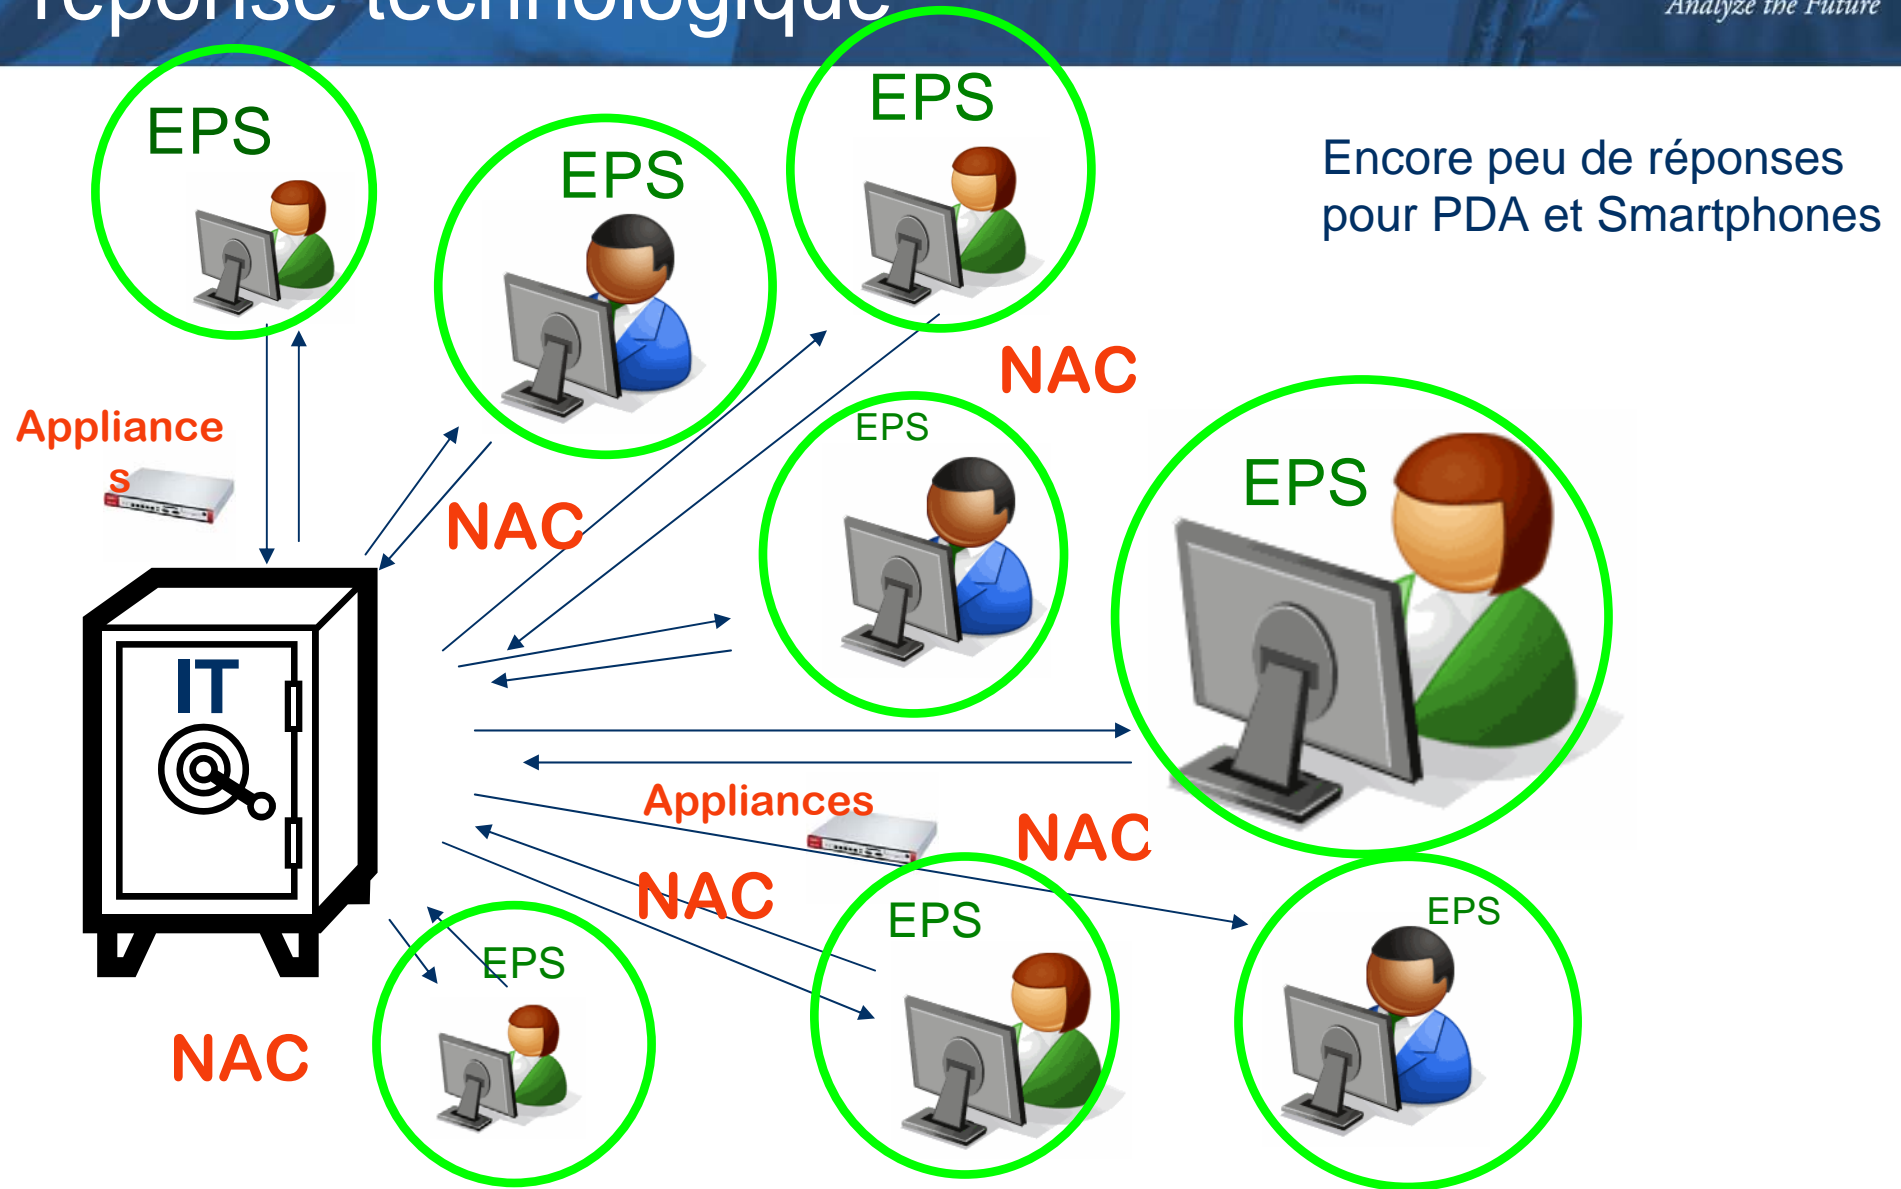 réponse technologique
Analyze the Future
EPS
EPS
EPS
Encore peu de réponses
pour PDA et Smartphones
NAC
Appliance
s
EPS
EPS
NAC
IT
Appliances
NAC
NAC
EPS
EPS
EPS
NAC